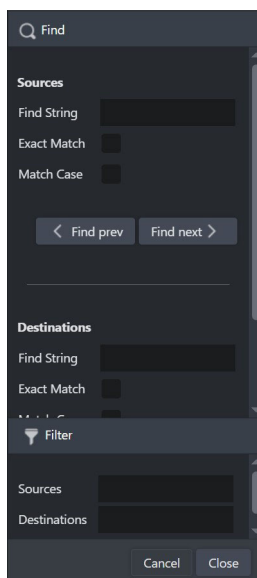 Find
Sources
Find String
Exact Match
Match Case
Find prev Find next
Destinations
Find String
Exact Match
Filter
Sources
Destinations
Cancel Close